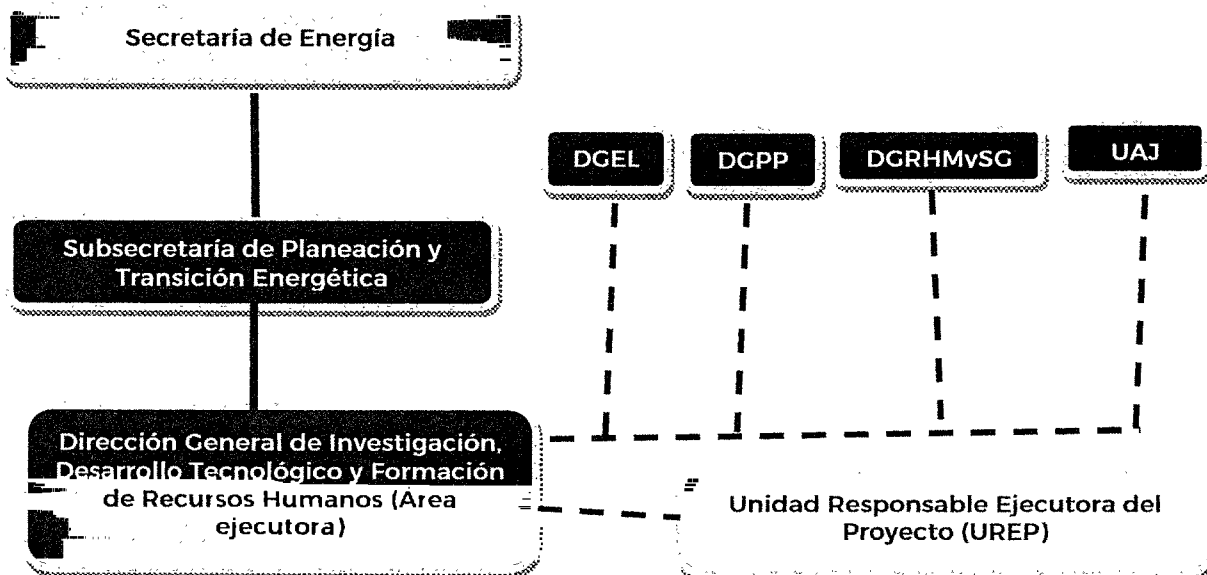 Secretaría de Energía
DGEL
DGPP
DGRHMySG
UAJ
Subsecretaría de Planeación y
Transición Energética
Dirección General de Investigación,
Desarrollo Tecnológico y Formación
de Recursos Humanos (Área
ejecutora)
Unidad Responsable Ejecutora del
Proyecto (UREP)